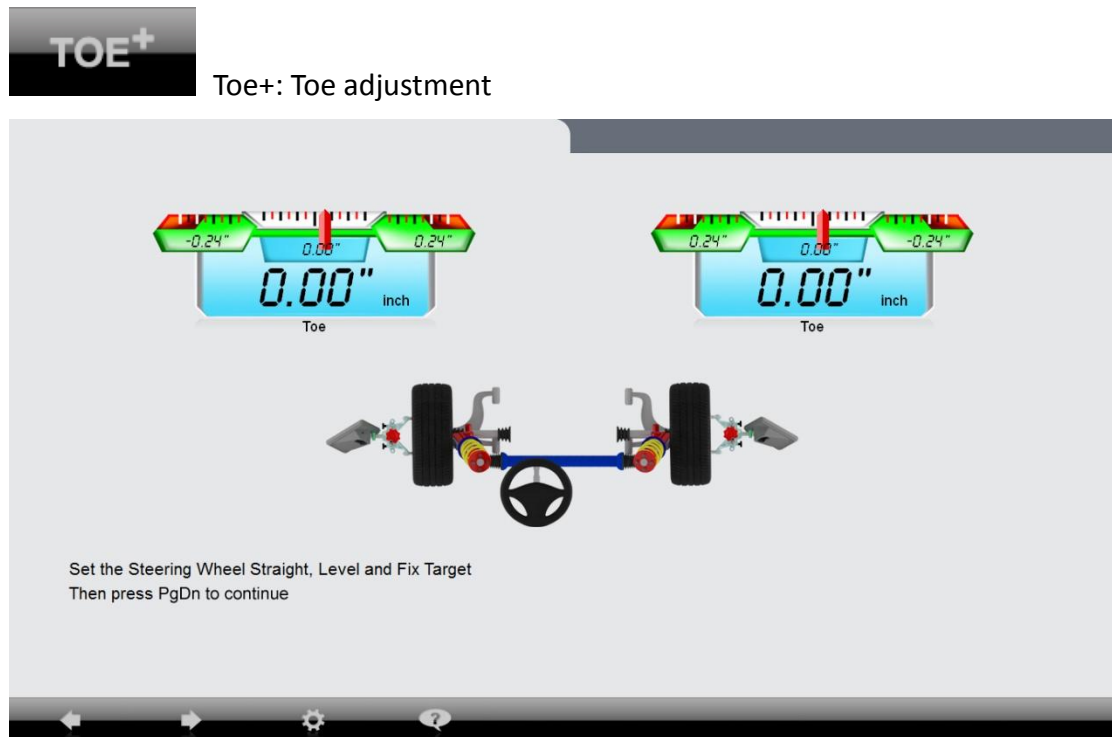 TOE+
Toe+: Toe adjustment
-0.24" 0.00" 0.24"
0.00" inch
Toe
0.24" 0.00" -0.24"
0.00" inch
Toe
Set the Steering Wheel Straight, Level and Fix Target
Then press PgDn to continue
?